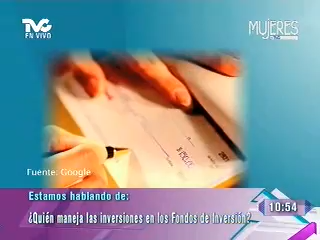 TVC
EN VIVO
MUJERES
Fuente: Google
Estamos hablando de:
¿Quién maneja las inversiones en los Fondos de Inversión?
10:54